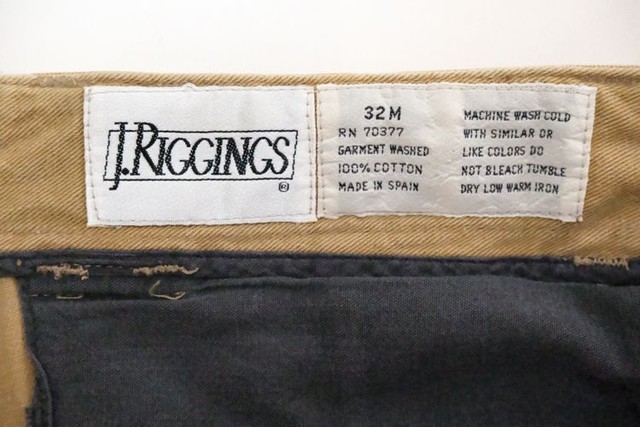 J.RIGGINGS
®
32 M
RN 70377
GARMENT WASHED
100% COTTON
MADE IN SPAIN
MACHINE WASH COLD
WITH SIMILAR OR
LIKE COLORS DO
NOT BLEACH TUMBLE
DRY LOW WARM IRON